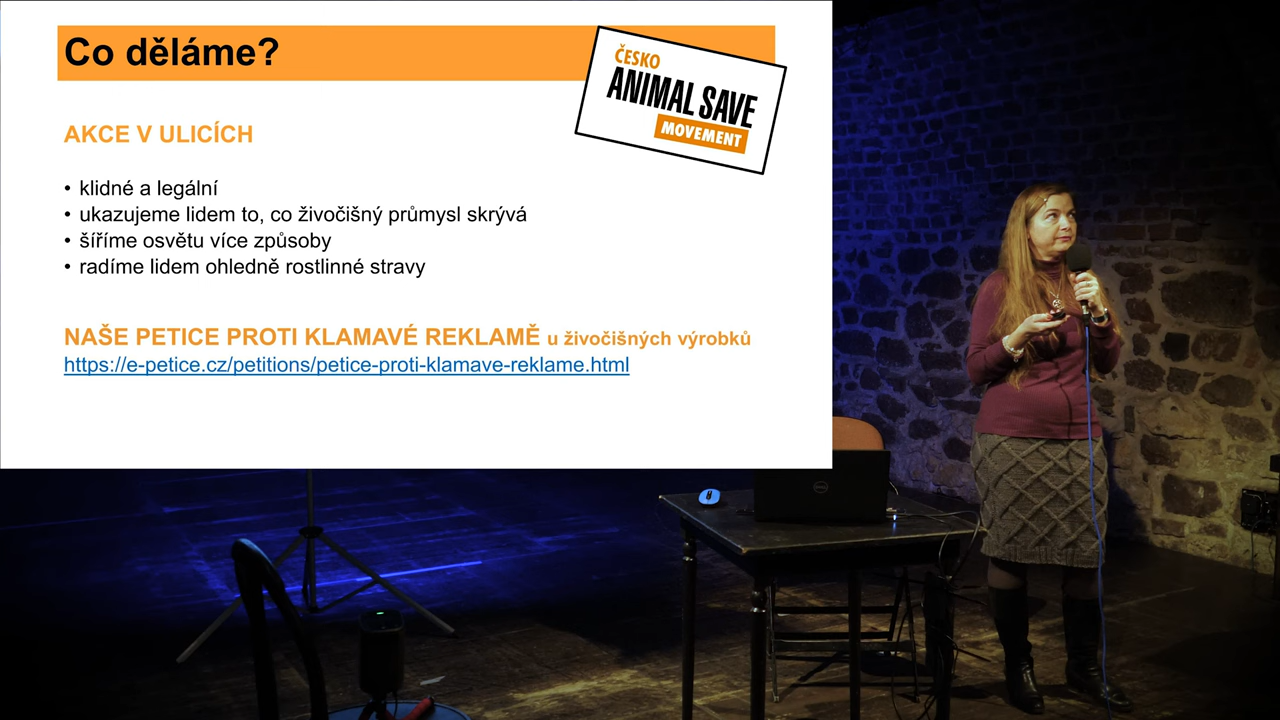 Co děláme?
ČESKO
ANIMAL SAVE
MOVEMENT
AKCE V ULICÍCH
• klidné a legální
• ukazujeme lidem to, co živočišný průmysl skrývá
• šíříme osvětu více způsoby
• radíme lidem ohledně rostlinné stravy
NAŠE PETICE PROTI KLAMAVÉ REKLAMĚ u živočišných výrobků
https://e-petice.cz/petitions/petice-proti-klamave-reklame.html
DELL